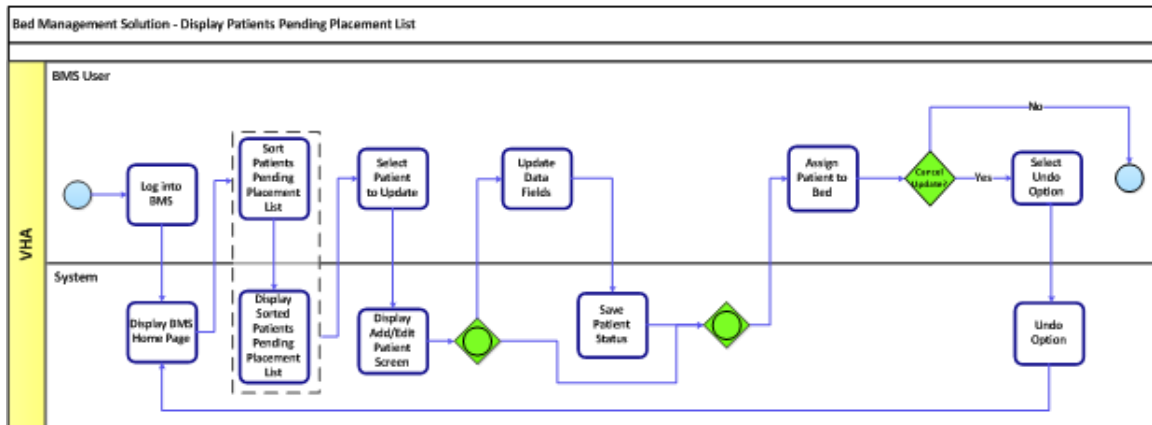 Bed Management Solution - Display Patients Pending Placement List
VHA
BMS User
Log into
BMS
Sort
Patients
Pending
Placement
List
Select
Patient
to Update
Update
Data
Fields
Assign
Patient to
Bed
Cancel
Update?
No
Yes
Select
Undo
Option
System
Display BMS
Home Page
Display
Sorted
Patients
Pending
Placement
List
Display
Add/Edit
Patient
Screen
Save
Patient
Status
Undo
Option